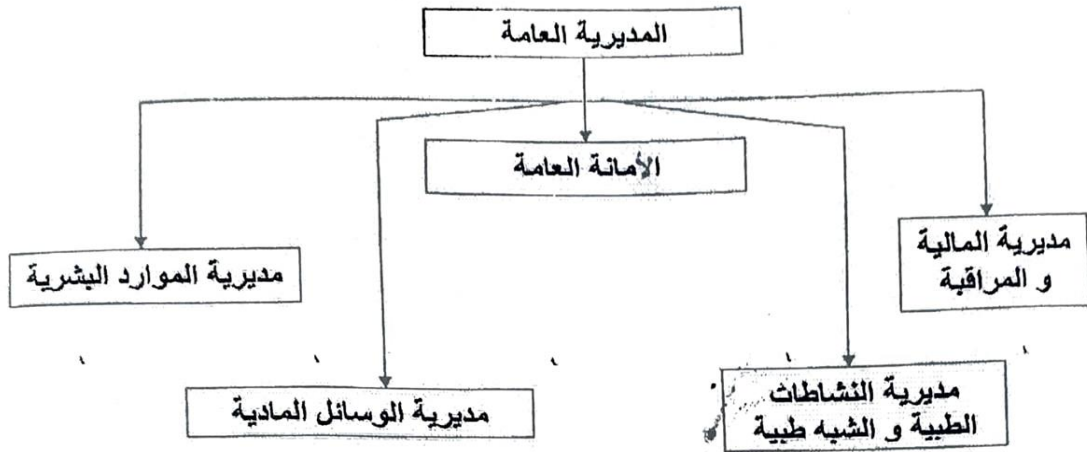 المديرية العامة
الأمانة العامة
مديرية المالية
و المراقبة
مديرية الموارد البشرية
مديرية النشاطات
الطبية و الشبه طبية
مديرية الوسائل المادية